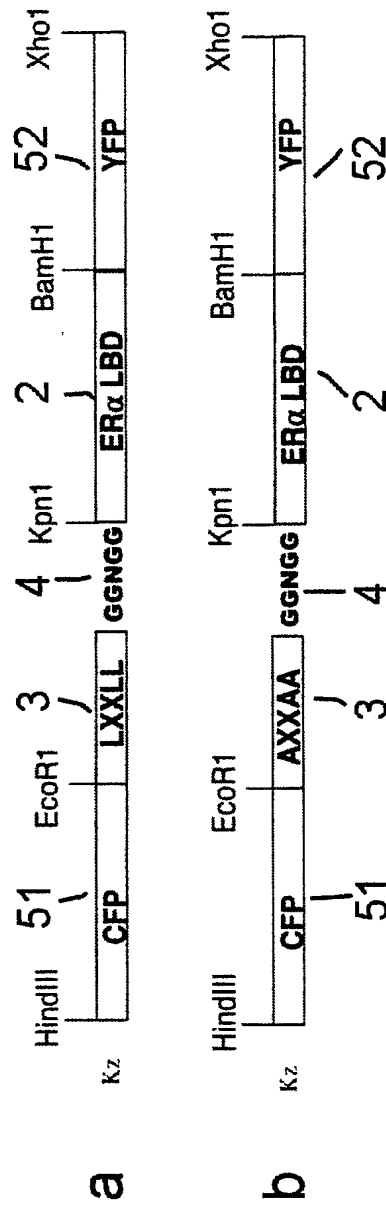 a
HindIII EcoR1 Kpn1 BamH1 Xho1
51 3 4 2 52
Kz CFP LXXLL GGNGG ERα LBD YFP
b
HindIII EcoR1 Kpn1 BamH1 Xho1
Kz CFP AXXAA GGNGG ERα LBD YFP
51 3 4 2 52